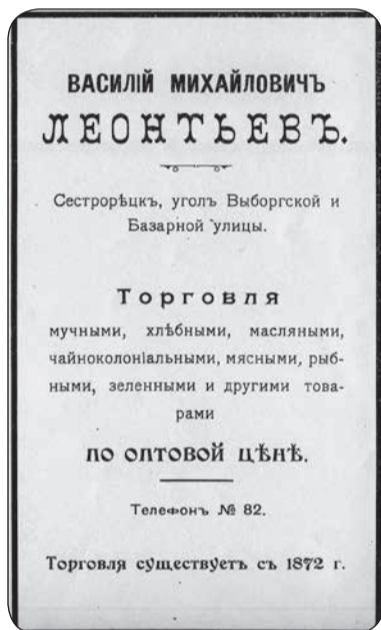 ВАСИЛІЙ МИХАЙЛОВИЧЪ
ЛЕОНТЬЕВЪ.
Сестрорѣцкъ, уголъ Выборгской и
Базарной улицы.
Торговля
мучными, хлѣбными, масляными,
чайноколоніальными, мясными, рыб-
ными, зеленными и другими това-
рами
ПО ОПТОВОЙ ЦѢНѢ.
Телефонъ № 82.
Торговля существуетъ съ 1872 г.